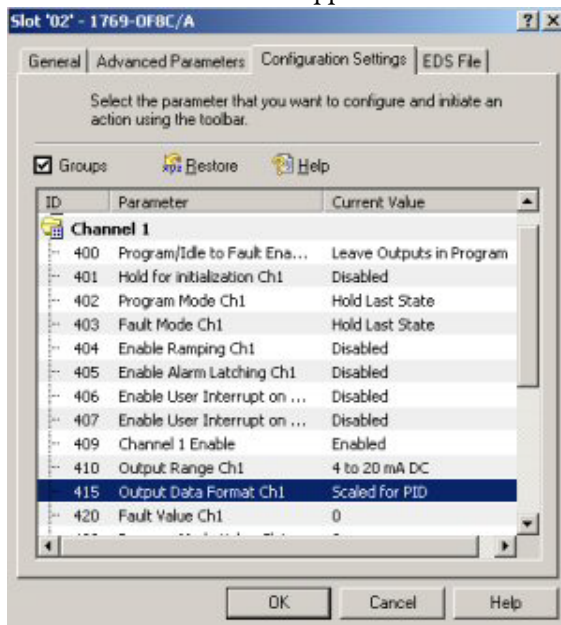 Slot '02' - 1769-OF8C/A
General Advanced Parameters Configuration Settings EDS File
Select the parameter that you want to configure and initiate an
action using the toolbar.
Groups Restore Help
ID Parameter Current Value
Channel 1
400 Program/Idle to Fault Ena... Leave Outputs in Program
401 Hold for initialization Ch1 Disabled
402 Program Mode Ch1 Hold Last State
403 Fault Mode Ch1 Hold Last State
404 Enable Ramping Ch1 Disabled
405 Enable Alarm Latching Ch1 Disabled
406 Enable User Interrupt on ... Disabled
407 Enable User Interrupt on ... Disabled
409 Channel 1 Enable Enabled
410 Output Range Ch1 4 to 20 mA DC
415 Output Data Format Ch1 Scaled for PID
420 Fault Value Ch1 0
OK Cancel Help